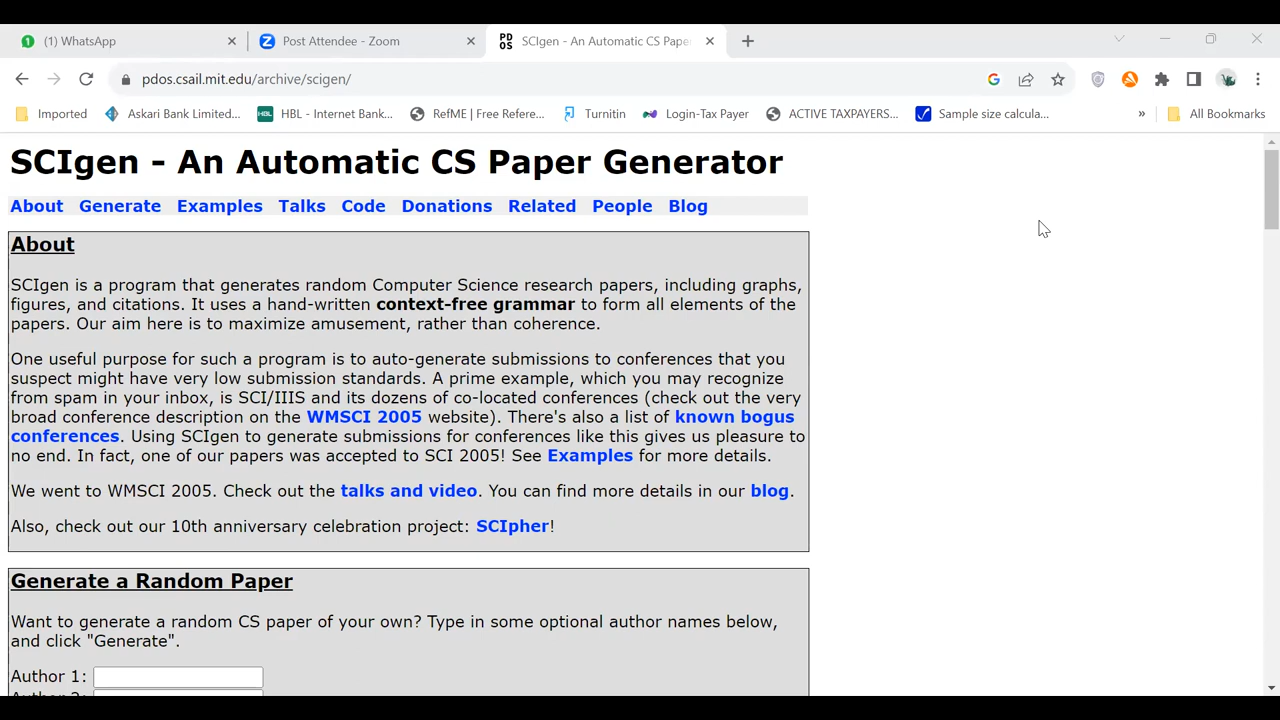 (1) WhatsApp
Post Attendee - Zoom
PD OS SCIgen - An Automatic CS Pape
pdos.csail.mit.edu/archive/scigen/
Imported Askari Bank Limited... HBL - Internet Bank... RefME | Free Refere... Turnitin Login-Tax Payer ACTIVE TAXPAYERS... Sample size calcula... » All Bookmarks
SCIgen - An Automatic CS Paper Generator
About Generate Examples Talks Code Donations Related People Blog
About
SCIgen is a program that generates random Computer Science research papers, including graphs,
figures, and citations. It uses a hand-written context-free grammar to form all elements of the
papers. Our aim here is to maximize amusement, rather than coherence.
One useful purpose for such a program is to auto-generate submissions to conferences that you
suspect might have very low submission standards. A prime example, which you may recognize
from spam in your inbox, is SCI/IIIS and its dozens of co-located conferences (check out the very
broad conference description on the WMSCI 2005 website). There's also a list of known bogus
conferences. Using SCIgen to generate submissions for conferences like this gives us pleasure to
no end. In fact, one of our papers was accepted to SCI 2005! See Examples for more details.
We went to WMSCI 2005. Check out the talks and video. You can find more details in our blog.
Also, check out our 10th anniversary celebration project: SCIpher!
Generate a Random Paper
Want to generate a random CS paper of your own? Type in some optional author names below,
and click "Generate".
Author 1: